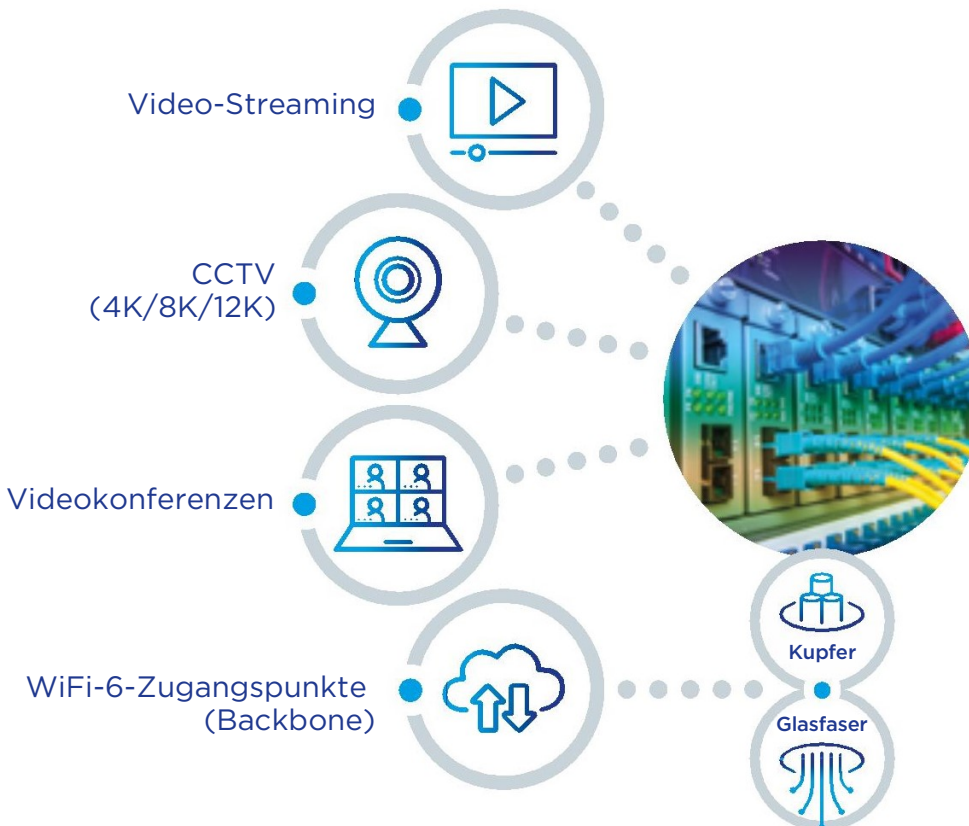 Video-Streaming
CCTV
(4K/8K/12K)
Videokonferenzen
WiFi-6-Zugangspunkte
(Backbone)
Kupfer
Glasfaser